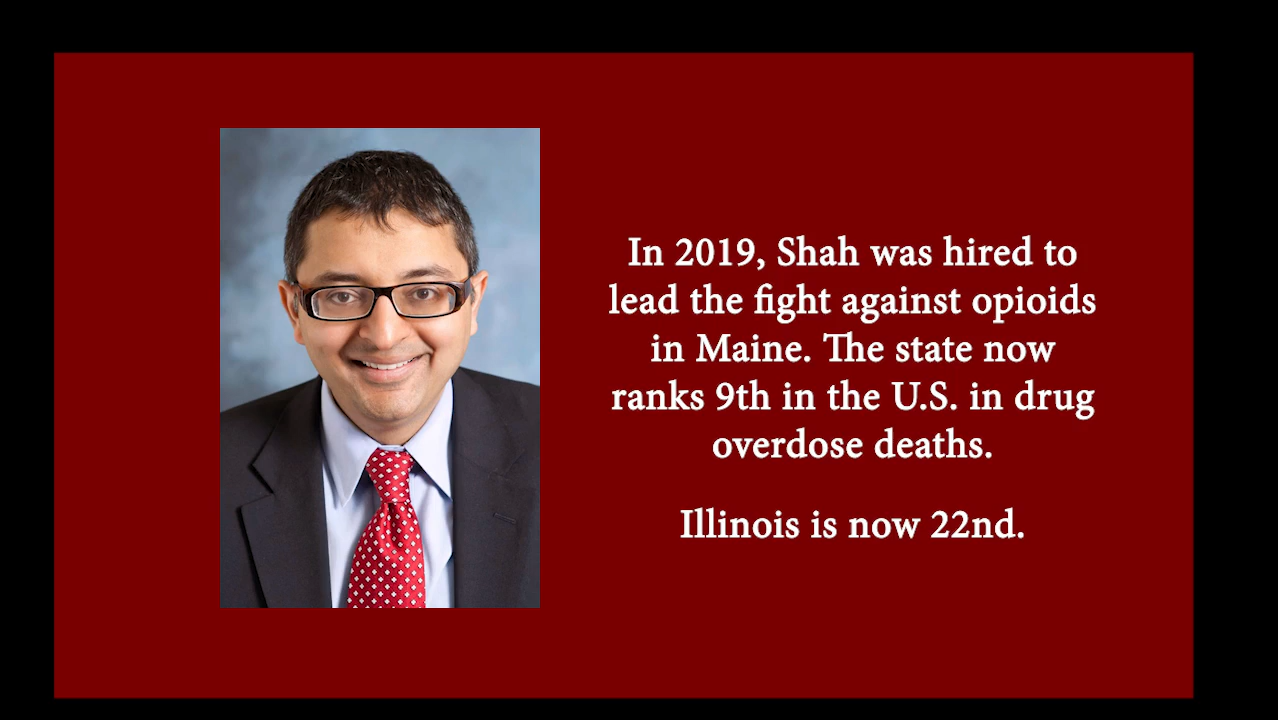 In 2019, Shah was hired to
lead the fight against opioids
in Maine. The state now
ranks 9th in the U.S. in drug
overdose deaths.
Illinois is now 22nd.